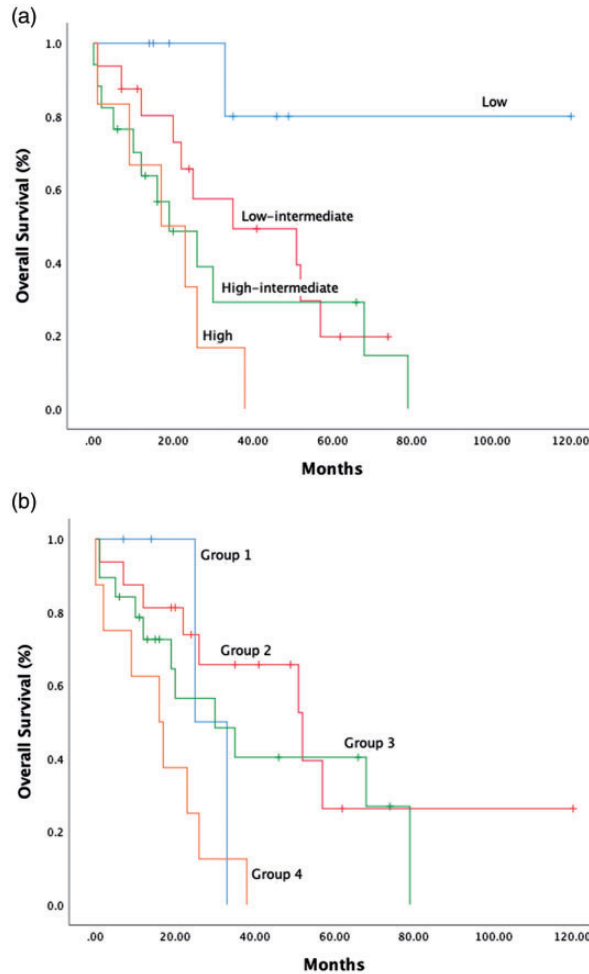 (a)
Overall Survival (%)
1.0
0.8
0.6
0.4
0.2
0.0
Low
Low-intermediate
High-intermediate
High
.00 20.00 40.00 60.00 80.00 100.00 120.00
Months
(b)
Overall Survival (%)
1.0
0.8
0.6
0.4
0.2
0.0
Group 1
Group 2
Group 3
Group 4
.00 20.00 40.00 60.00 80.00 100.00 120.00
Months